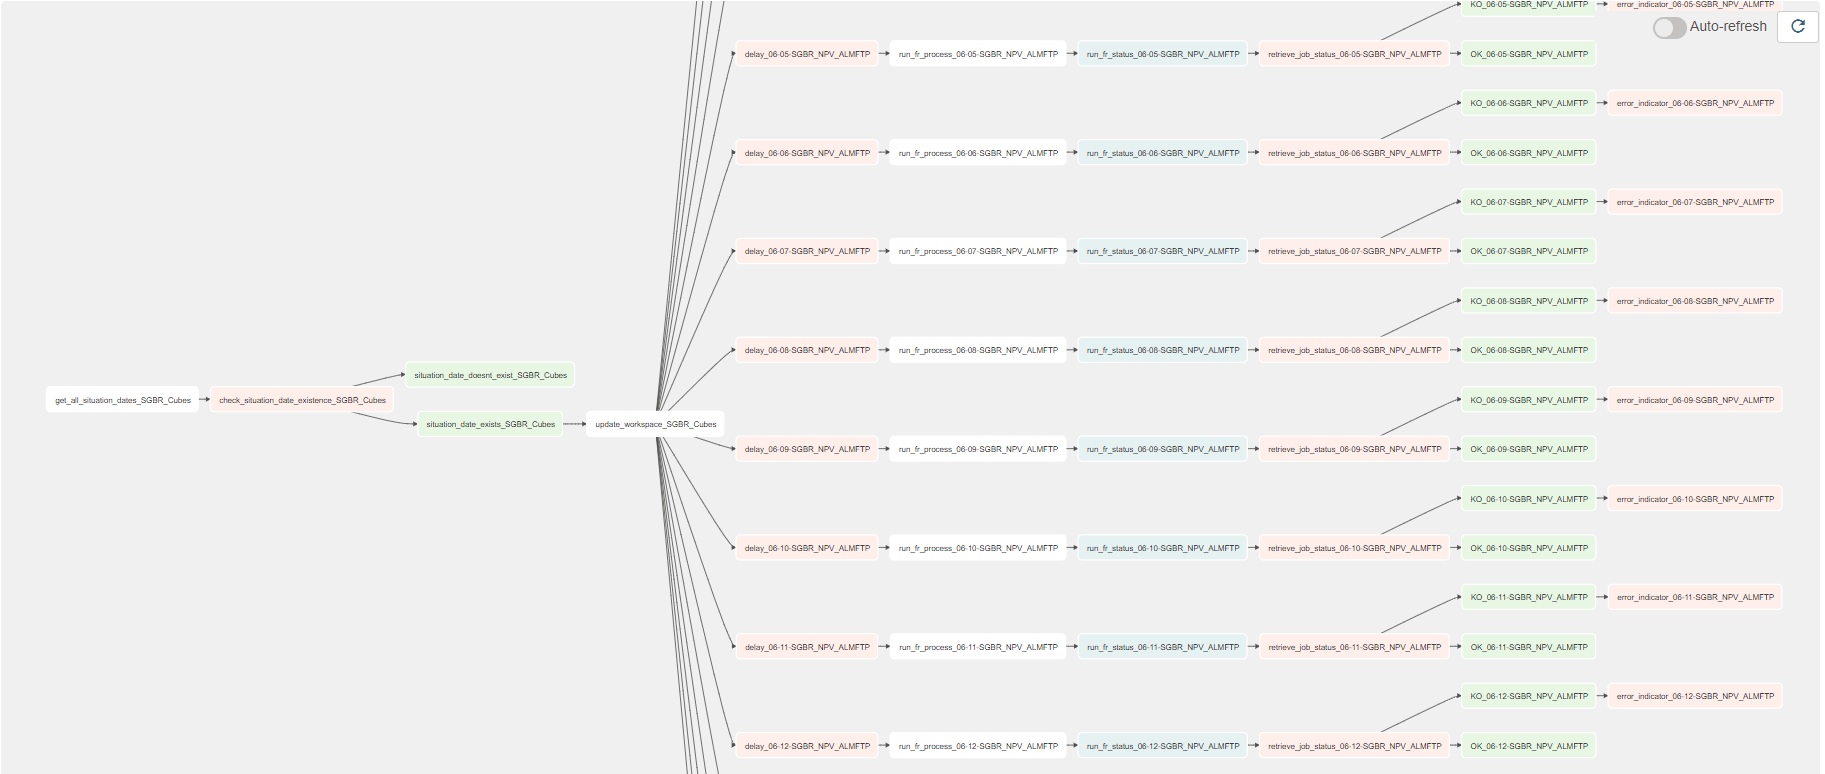 KO_06-05-SGBR_NPV_ALMFTP
error_indicator_06-05-SGBR_NPV_ALMFTP
Auto-refresh
delay_06-05-SGBR_NPV_ALMFTP
run_fr_process_06-05-SGBR_NPV_ALMFTP
run_fr_status_06-05-SGBR_NPV_ALMFTP
retrieve_job_status_06-05-SGBR_NPV_ALMFTP
OK_06-05-SGBR_NPV_ALMFTP
KO_06-06-SGBR_NPV_ALMFTP
error_indicator_06-06-SGBR_NPV_ALMFTP
delay_06-06-SGBR_NPV_ALMFTP
run_fr_process_06-06-SGBR_NPV_ALMFTP
run_fr_status_06-06-SGBR_NPV_ALMFTP
retrieve_job_status_06-06-SGBR_NPV_ALMFTP
OK_06-06-SGBR_NPV_ALMFTP
KO_06-07-SGBR_NPV_ALMFTP
error_indicator_06-07-SGBR_NPV_ALMFTP
delay_06-07-SGBR_NPV_ALMFTP
run_fr_process_06-07-SGBR_NPV_ALMFTP
run_fr_status_06-07-SGBR_NPV_ALMFTP
retrieve_job_status_06-07-SGBR_NPV_ALMFTP
OK_06-07-SGBR_NPV_ALMFTP
KO_06-08-SGBR_NPV_ALMFTP
error_indicator_06-08-SGBR_NPV_ALMFTP
delay_06-08-SGBR_NPV_ALMFTP
run_fr_process_06-08-SGBR_NPV_ALMFTP
run_fr_status_06-08-SGBR_NPV_ALMFTP
retrieve_job_status_06-08-SGBR_NPV_ALMFTP
OK_06-08-SGBR_NPV_ALMFTP
situation_date_doesnt_exist_SGBR_Cubes
get_all_situation_dates_SGBR_Cubes
check_situation_date_existence_SGBR_Cubes
KO_06-09-SGBR_NPV_ALMFTP
error_indicator_06-09-SGBR_NPV_ALMFTP
situation_date_exists_SGBR_Cubes
update_workspace_SGBR_Cubes
delay_06-09-SGBR_NPV_ALMFTP
run_fr_process_06-09-SGBR_NPV_ALMFTP
run_fr_status_06-09-SGBR_NPV_ALMFTP
retrieve_job_status_06-09-SGBR_NPV_ALMFTP
OK_06-09-SGBR_NPV_ALMFTP
KO_06-10-SGBR_NPV_ALMFTP
error_indicator_06-10-SGBR_NPV_ALMFTP
delay_06-10-SGBR_NPV_ALMFTP
run_fr_process_06-10-SGBR_NPV_ALMFTP
run_fr_status_06-10-SGBR_NPV_ALMFTP
retrieve_job_status_06-10-SGBR_NPV_ALMFTP
OK_06-10-SGBR_NPV_ALMFTP
KO_06-11-SGBR_NPV_ALMFTP
error_indicator_06-11-SGBR_NPV_ALMFTP
delay_06-11-SGBR_NPV_ALMFTP
run_fr_process_06-11-SGBR_NPV_ALMFTP
run_fr_status_06-11-SGBR_NPV_ALMFTP
retrieve_job_status_06-11-SGBR_NPV_ALMFTP
OK_06-11-SGBR_NPV_ALMFTP
KO_06-12-SGBR_NPV_ALMFTP
error_indicator_06-12-SGBR_NPV_ALMFTP
delay_06-12-SGBR_NPV_ALMFTP
run_fr_process_06-12-SGBR_NPV_ALMFTP
run_fr_status_06-12-SGBR_NPV_ALMFTP
retrieve_job_status_06-12-SGBR_NPV_ALMFTP
OK_06-12-SGBR_NPV_ALMFTP